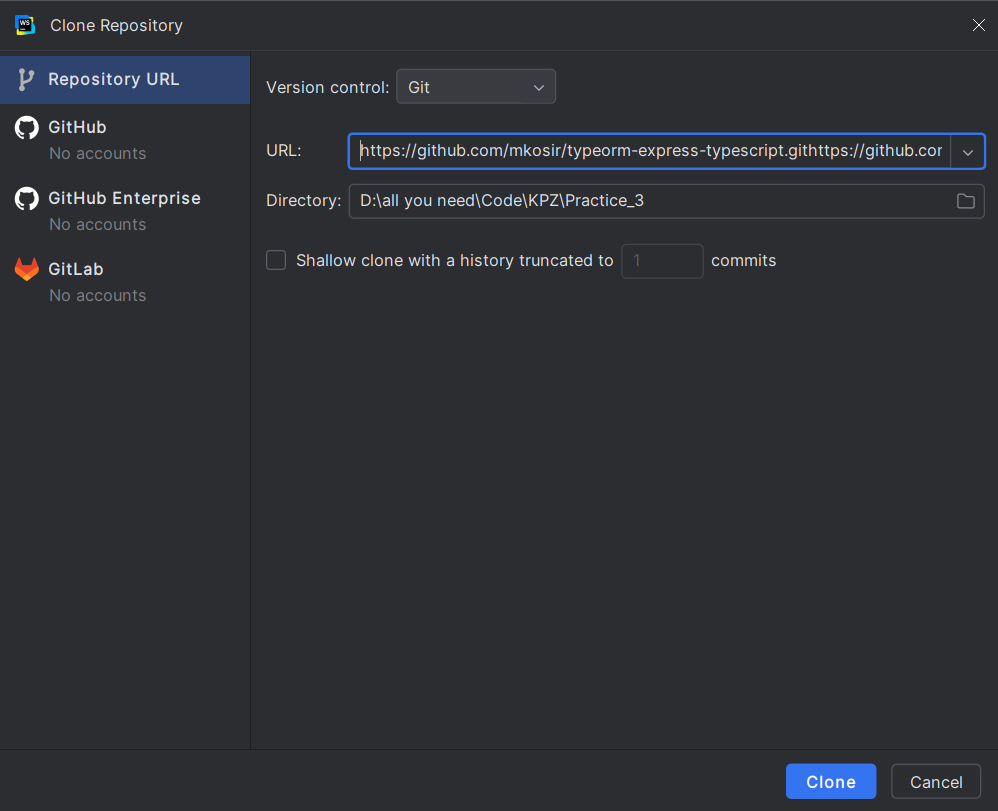 WS
Clone Repository
Repository URL
GitHub
No accounts
GitHub Enterprise
No accounts
GitLab
No accounts
Version control: Git
URL: https://github.com/mkosir/typeorm-express-typescript.githttps://github.cor
Directory: D:\all you need\Code\KPZ\Practice_3
Shallow clone with a history truncated to 1 commits
Clone Cancel